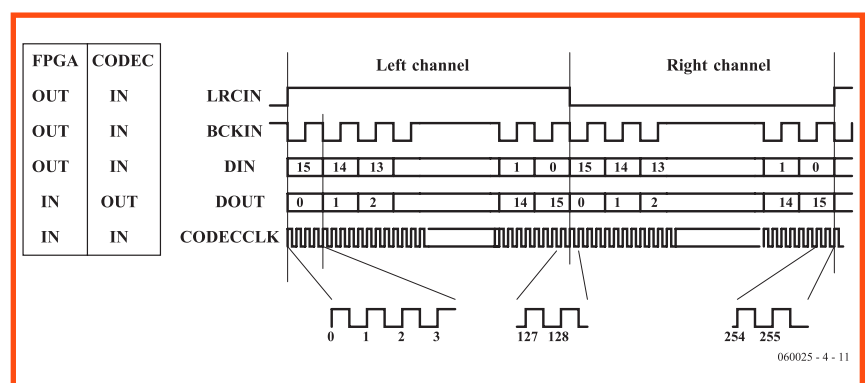 FPGA CODEC
OUT IN
OUT IN
OUT IN
IN OUT
IN IN
Left channel Right channel
LRCIN
BCKIN
DIN 15 14 13 1 0 15 14 13 1 0
DOUT 0 1 2 14 15 0 1 2 14 15
CODECCLK
0 1 2 3 127 128 254 255
060025 - 4 - 11